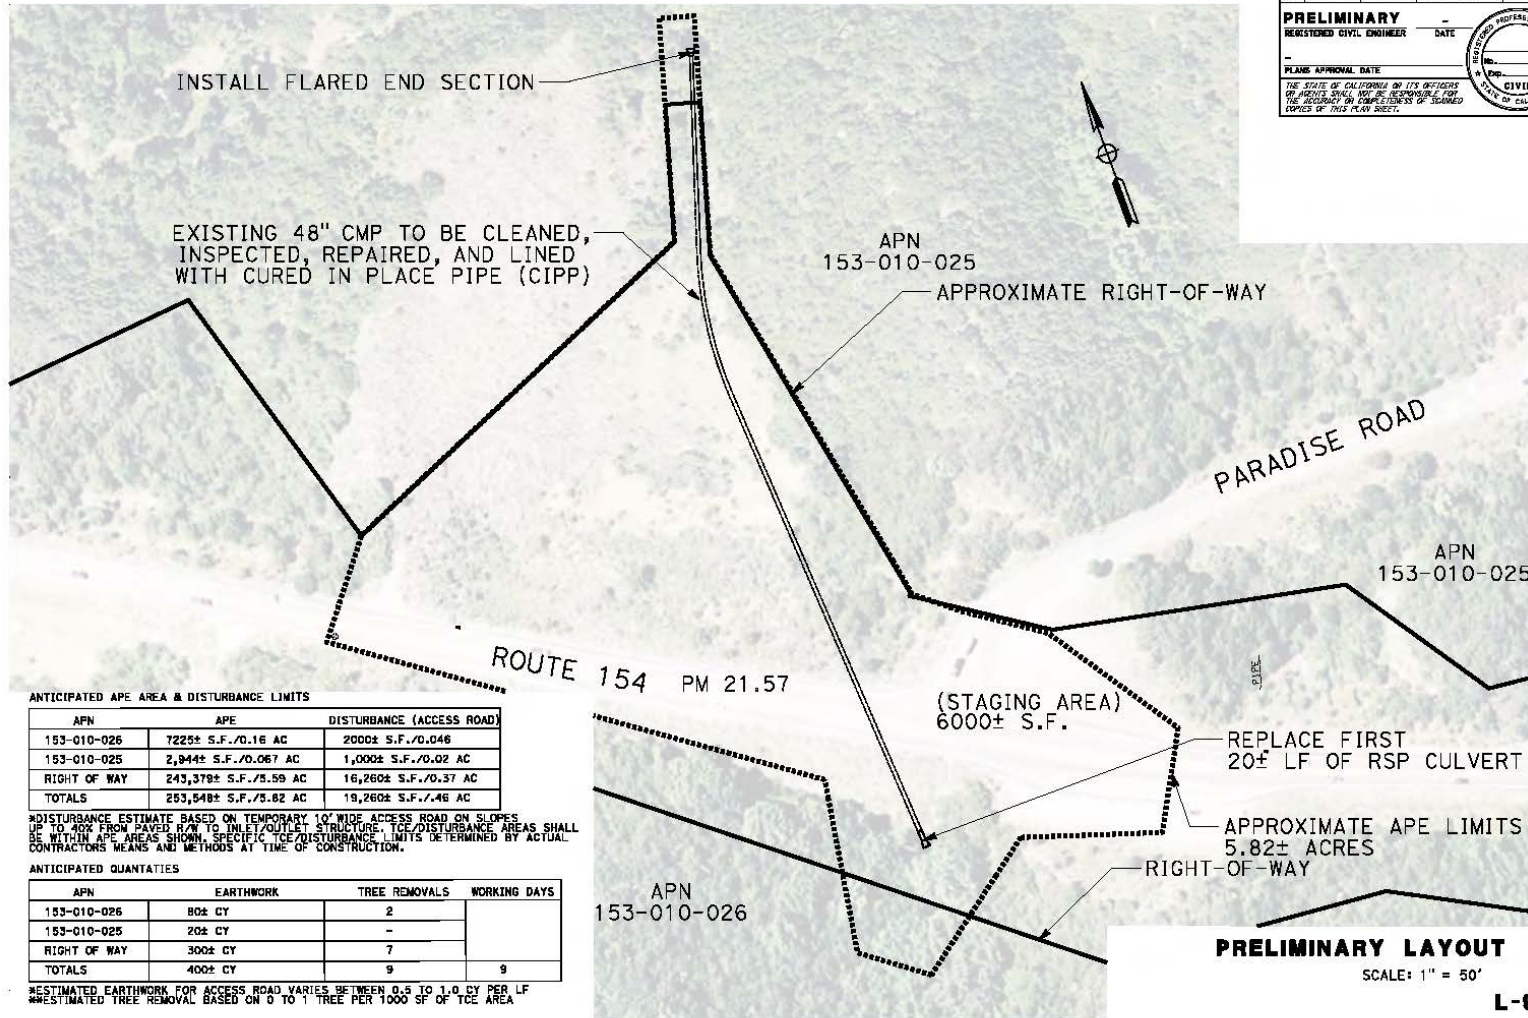 PRELIMINARY -
REGISTERED CIVIL ENGINEER DATE
-
PLANS APPROVAL DATE
THE STATE OF CALIFORNIA OR ITS OFFICERS
OR AGENTS SHALL NOT BE RESPONSIBLE FOR
THE ACCURACY OR COMPLETENESS OF SCANNED
COPIES OF THIS PLAN SHEET.
No.
Exp.
CIVI
INSTALL FLARED END SECTION
EXISTING 48" CMP TO BE CLEANED,
INSPECTED, REPAIRED, AND LINED
WITH CURED IN PLACE PIPE (CIPP)
APN
153-010-025
APPROXIMATE RIGHT-OF-WAY
PARADISE ROAD
APN
153-010-025
ROUTE 154 PM 21.57
PIPE
(STAGING AREA)
6000± S.F.
REPLACE FIRST
20± LF OF RSP CULVERT
APPROXIMATE APE LIMITS
5.82± ACRES
RIGHT-OF-WAY
APN
153-010-026
ANTICIPATED APE AREA & DISTURBANCE LIMITS
APN APE DISTURBANCE (ACCESS ROAD)
153-010-026 7225± S.F./0.16 AC 2000± S.F./0.046
153-010-025 2,944± S.F./0.067 AC 1,000± S.F./0.02 AC
RIGHT OF WAY 243,379± S.F./5.59 AC 16,260± S.F./0.37 AC
TOTALS 253,548± S.F./5.82 AC 19,260± S.F./.46 AC
*DISTURBANCE ESTIMATE BASED ON TEMPORARY 10' WIDE ACCESS ROAD ON SLOPES
UP TO 40% FROM PAVED R/W TO INLET/OUTLET STRUCTURE. TCE/DISTURBANCE AREAS SHALL
BE WITHIN APE AREAS SHOWN. SPECIFIC TCE/DISTURBANCE LIMITS DETERMINED BY ACTUAL
CONTRACTORS MEANS AND METHODS AT TIME OF CONSTRUCTION.
ANTICIPATED QUANTATIES
APN EARTHWORK TREE REMOVALS WORKING DAYS
153-010-026 80± CY 2
153-010-025 20± CY -
RIGHT OF WAY 300± CY 7
TOTALS 400± CY 9 9
*ESTIMATED EARTHWORK FOR ACCESS ROAD VARIES BETWEEN 0.5 TO 1.0 CY PER LF
**ESTIMATED TREE REMOVAL BASED ON 0 TO 1 TREE PER 1000 SF OF TCE AREA
PRELIMINARY LAYOUT
SCALE: 1" = 50'